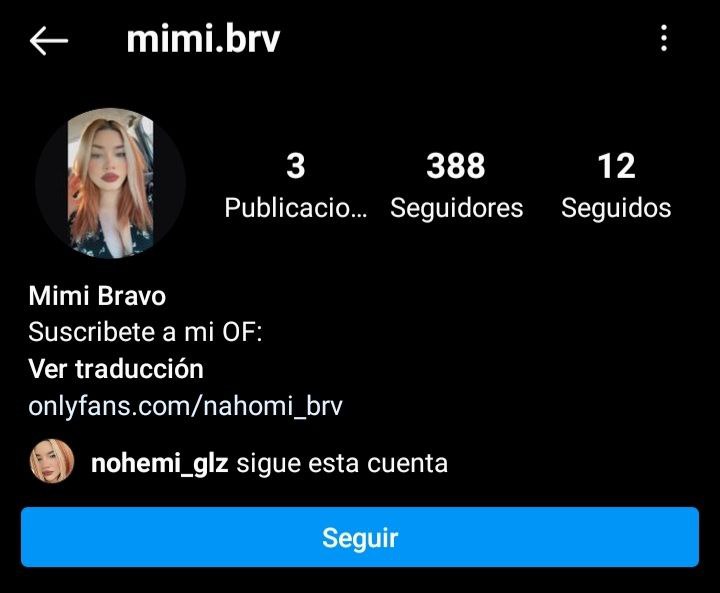 mimi.brv
3
388
12
Publicacio...
Seguidores
Seguidos
Mimi Bravo
Suscribete a mi OF:
Ver traducción
onlyfans.com/nahomi_brv
nohemi_glz sigue esta cuenta
Seguir